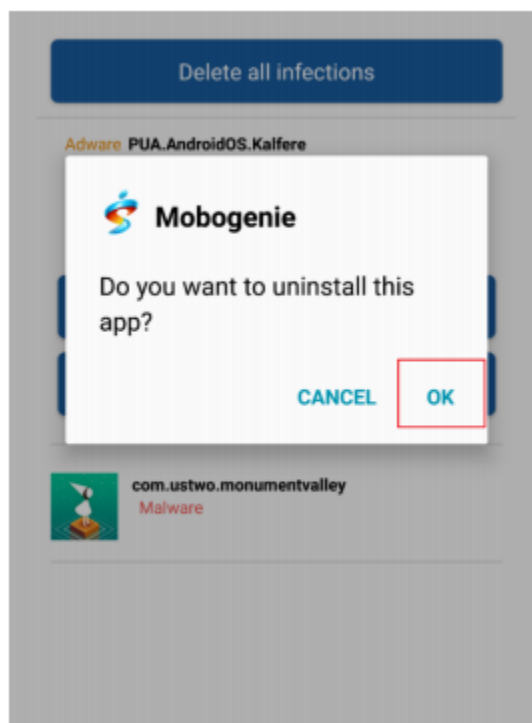 Delete all infections
Adware PUA.AndroidOS.Kalfere
Mobogenie
Do you want to uninstall this
app?
CANCEL OK
com.ustwo.monumentvalley
Malware